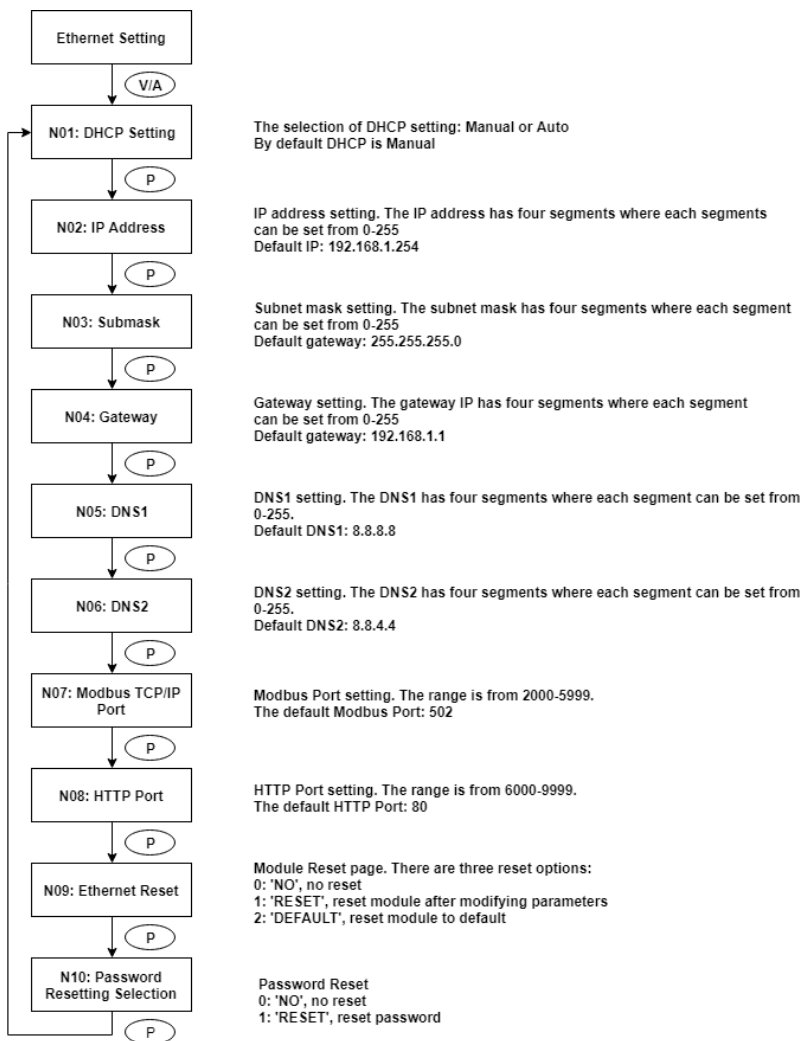 Ethernet Setting
V/A
N01: DHCP Setting
The selection of DHCP setting: Manual or Auto
By default DHCP is Manual
P
N02: IP Address
IP address setting. The IP address has four segments where each segments
can be set from 0-255
Default IP: 192.168.1.254
P
N03: Submask
Subnet mask setting. The subnet mask has four segments where each segment
can be set from 0-255
Default gateway: 255.255.255.0
P
N04: Gateway
Gateway setting. The gateway IP has four segments where each segment
can be set from 0-255
Default gateway: 192.168.1.1
P
N05: DNS1
DNS1 setting. The DNS1 has four segments where each segment can be set from
0-255.
Default DNS1: 8.8.8.8
P
N06: DNS2
DNS2 setting. The DNS2 has four segments where each segment can be set from
0-255.
Default DNS2: 8.8.4.4
P
N07: Modbus TCP/IP
Port
Modbus Port setting. The range is from 2000-5999.
The default Modbus Port: 502
P
N08: HTTP Port
HTTP Port setting. The range is from 6000-9999.
The default HTTP Port: 80
P
N09: Ethernet Reset
Module Reset page. There are three reset options:
0: 'NO', no reset
1: 'RESET', reset module after modifying parameters
2: 'DEFAULT', reset module to default
P
N10: Password
Resetting Selection
Password Reset
0: 'NO', no reset
1: 'RESET', reset password
P